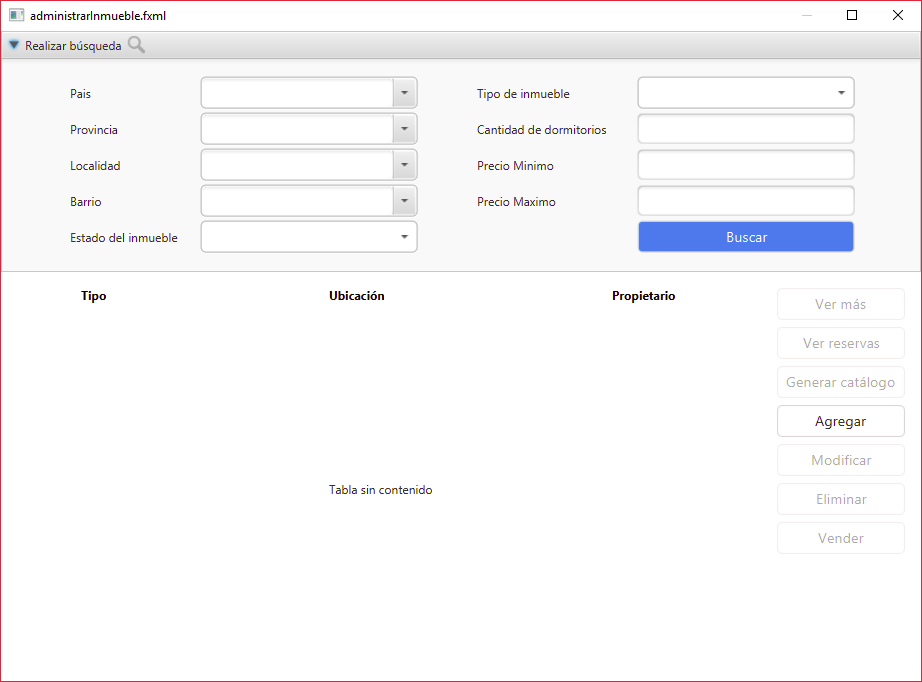 administrarInmueble.fxml
Realizar búsqueda
Pais
Tipo de inmueble
Provincia
Cantidad de dormitorios
Localidad
Precio Minimo
Barrio
Precio Maximo
Estado del inmueble
Buscar
Tipo
Ubicación
Propietario
Ver más
Ver reservas
Generar catálogo
Agregar
Modificar
Tabla sin contenido
Eliminar
Vender